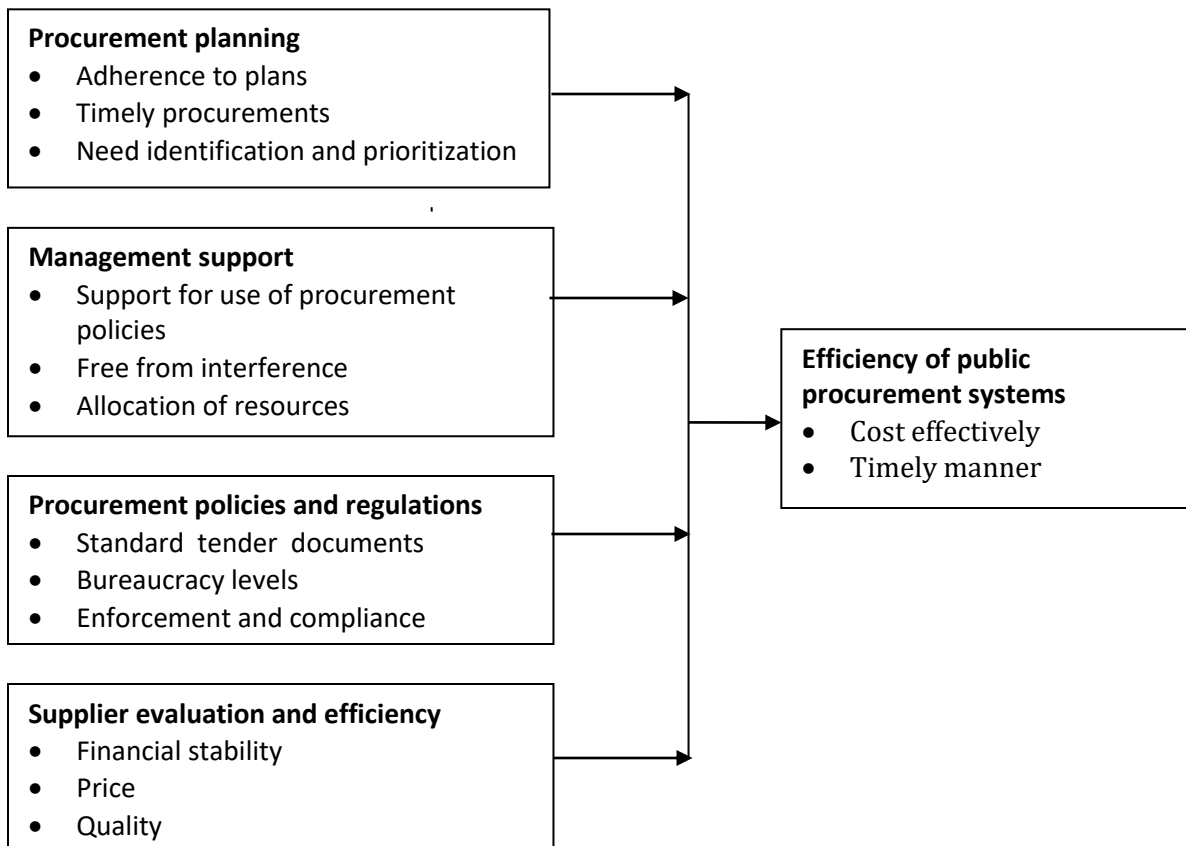 Procurement planning
• Adherence to plans
• Timely procurements
• Need identification and prioritization
Management support
• Support for use of procurement
policies
• Free from interference
• Allocation of resources
Procurement policies and regulations
• Standard tender documents
• Bureaucracy levels
• Enforcement and compliance
Supplier evaluation and efficiency
• Financial stability
• Price
• Quality
Efficiency of public
procurement systems
• Cost effectively
• Timely manner